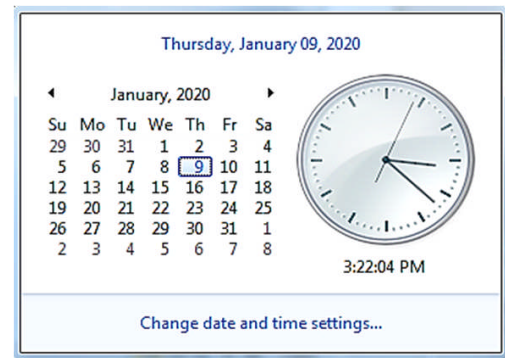 Thursday, January 09, 2020
January, 2020
Su Mo Tu We Th Fr Sa
29 30 31 1 2 3 4
5 6 7 8 9 10 11
12 13 14 15 16 17 18
19 20 21 22 23 24 25
26 27 28 29 30 31 1
2 3 4 5 6 7 8
3:22:04 PM
Change date and time settings...